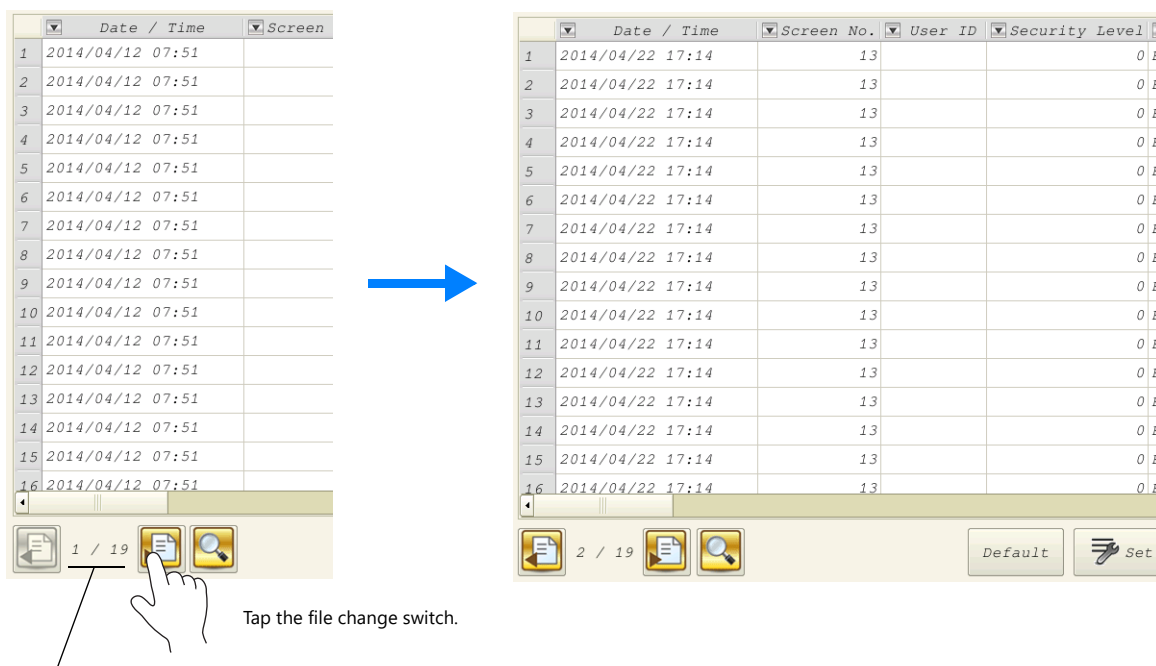 Date / Time Screen
1 2014/04/12 07:51
2 2014/04/12 07:51
3 2014/04/12 07:51
4 2014/04/12 07:51
5 2014/04/12 07:51
6 2014/04/12 07:51
7 2014/04/12 07:51
8 2014/04/12 07:51
9 2014/04/12 07:51
10 2014/04/12 07:51
11 2014/04/12 07:51
12 2014/04/12 07:51
13 2014/04/12 07:51
14 2014/04/12 07:51
15 2014/04/12 07:51
16 2014/04/12 07:51
1 / 19
Tap the file change switch.
Date / Time Screen No. User ID Security Level
1 2014/04/22 17:14 13 0
2 2014/04/22 17:14 13 0
3 2014/04/22 17:14 13 0
4 2014/04/22 17:14 13 0
5 2014/04/22 17:14 13 0
6 2014/04/22 17:14 13 0
7 2014/04/22 17:14 13 0
8 2014/04/22 17:14 13 0
9 2014/04/22 17:14 13 0
10 2014/04/22 17:14 13 0
11 2014/04/22 17:14 13 0
12 2014/04/22 17:14 13 0
13 2014/04/22 17:14 13 0
14 2014/04/22 17:14 13 0
15 2014/04/22 17:14 13 0
16 2014/04/22 17:14 13 0
2 / 19 Default Set